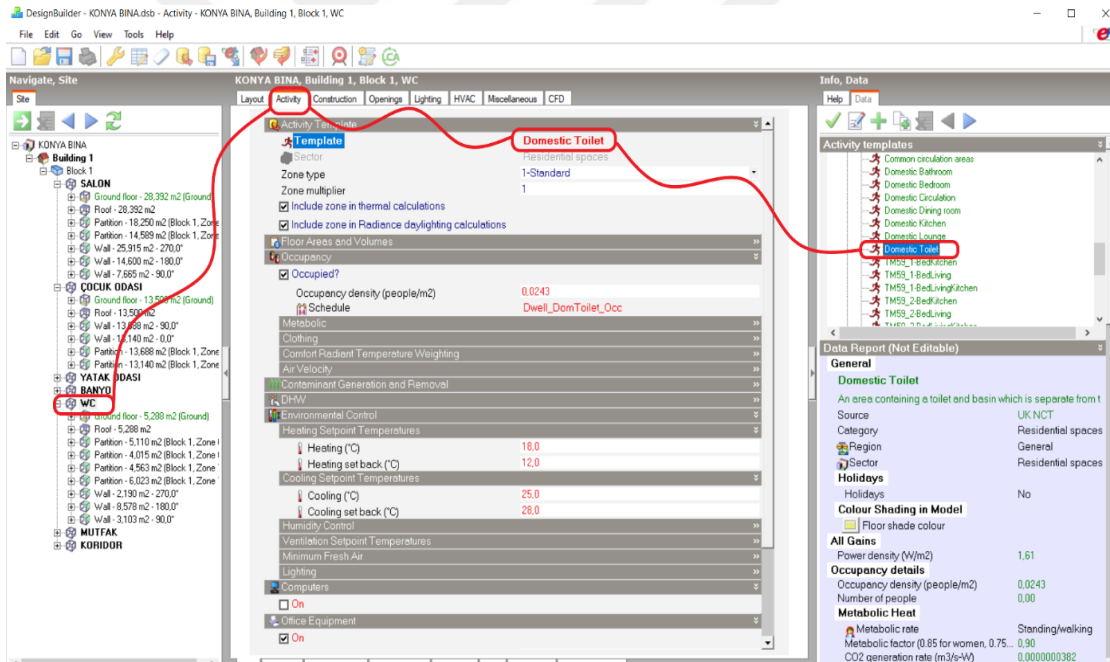 DesignBuilder - KONYA BINA.dsb - Activity - KONYA BINA, Building 1, Block 1, WC
File Edit Go View Tools Help
Navigate, Site
Site
KONYA BINA
Building 1
Block 1
SALON
Ground floor - 28,392 m2 (Ground)
Roof - 28,392 m2
Partition - 18,250 m2 (Block 1, Zone
Partition - 14,589 m2 (Block 1, Zone
Wall - 25,915 m2 - 270,0°
Wall - 14,600 m2 - 180,0°
Wall - 7,665 m2 - 90,0°
ÇOCUK ODASI
Ground floor - 13,500 m2 (Ground)
Roof - 13,500 m2
Wall - 13,688 m2 - 90,0°
Wall - 13,140 m2 - 0,0°
Partition - 13,688 m2 (Block 1, Zone
Partition - 13,140 m2 (Block 1, Zone
YATAK ODASI
BANYO
WC
Ground floor - 5,288 m2 (Ground)
Roof - 5,288 m2
Partition - 5,110 m2 (Block 1, Zone
Partition - 4,015 m2 (Block 1, Zone
Partition - 4,563 m2 (Block 1, Zone
Partition - 6,023 m2 (Block 1, Zone
Wall - 2,190 m2 - 270,0°
Wall - 8,578 m2 - 180,0°
Wall - 3,103 m2 - 90,0°
MUTFAK
KORIDOR
KONYA BINA, Building 1, Block 1, WC
Layout Activity Construction Openings Lighting HVAC Miscellaneous CFD
Activity Template
Template Domestic Toilet
Sector Residential spaces
Zone type 1-Standard
Zone multiplier 1
Include zone in thermal calculations
Include zone in Radiance daylighting calculations
Floor Areas and Volumes
Occupancy
Occupied?
Occupancy density (people/m2) 0,0243
Schedule Dwell_DomToilet_Occ
Metabolic
Clothing
Comfort Radiant Temperature Weighting
Air Velocity
Contaminant Generation and Removal
DHW
Environmental Control
Heating Setpoint Temperatures
Heating (°C) 18,0
Heating set back (°C) 12,0
Cooling Setpoint Temperatures
Cooling (°C) 25,0
Cooling set back (°C) 28,0
Humidity Control
Ventilation Setpoint Temperatures
Minimum Fresh Air
Lighting
Computers
On
Office Equipment
On
Info, Data
Help Data
Activity templates
Common circulation areas
Domestic Bathroom
Domestic Bedroom
Domestic Circulation
Domestic Dining room
Domestic Kitchen
Domestic Lounge
Domestic Toilet
TM59_1-BedKitchen
TM59_1-BedLiving
TM59_1-BedLivingKitchen
TM59_2-BedKitchen
TM59_2-BedLiving
TM59_2-BedLivingKitchen
Data Report (Not Editable)
General
Domestic Toilet
An area containing a toilet and basin which is separate from t
Source UK NCT
Category Residential spaces
Region General
Sector Residential spaces
Holidays
Holidays No
Colour Shading in Model
Floor shade colour
All Gains
Power density (W/m2) 1,61
Occupancy details
Occupancy density (people/m2) 0,0243
Number of people 0,00
Metabolic Heat
Metabolic rate Standing/walking
Metabolic factor (0.85 for women, 0.75... 0,90
CO2 generation rate (m3/s-W) 0,0000000382